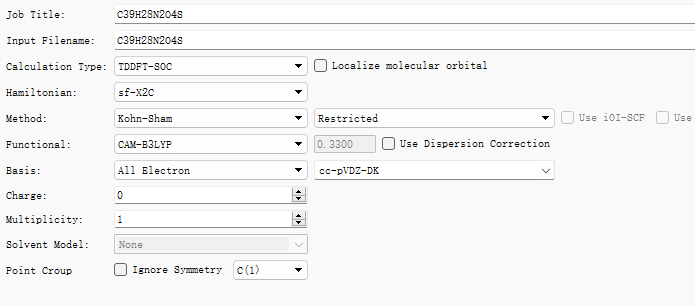 Job Title: C39H28N2O4S
Input Filename: C39H28N2O4S
Calculation Type: TDDFT-SOC Localize molecular orbital
Hamiltonian: sf-X2C
Method: Kohn-Sham Restricted Use iOI-SCF Use
Functional: CAM-B3LYP 0.3300 Use Dispersion Correction
Basis: All Electron cc-pVDZ-DK
Charge: 0
Multiplicity: 1
Solvent Model: None
Point Group Ignore Symmetry C(1)